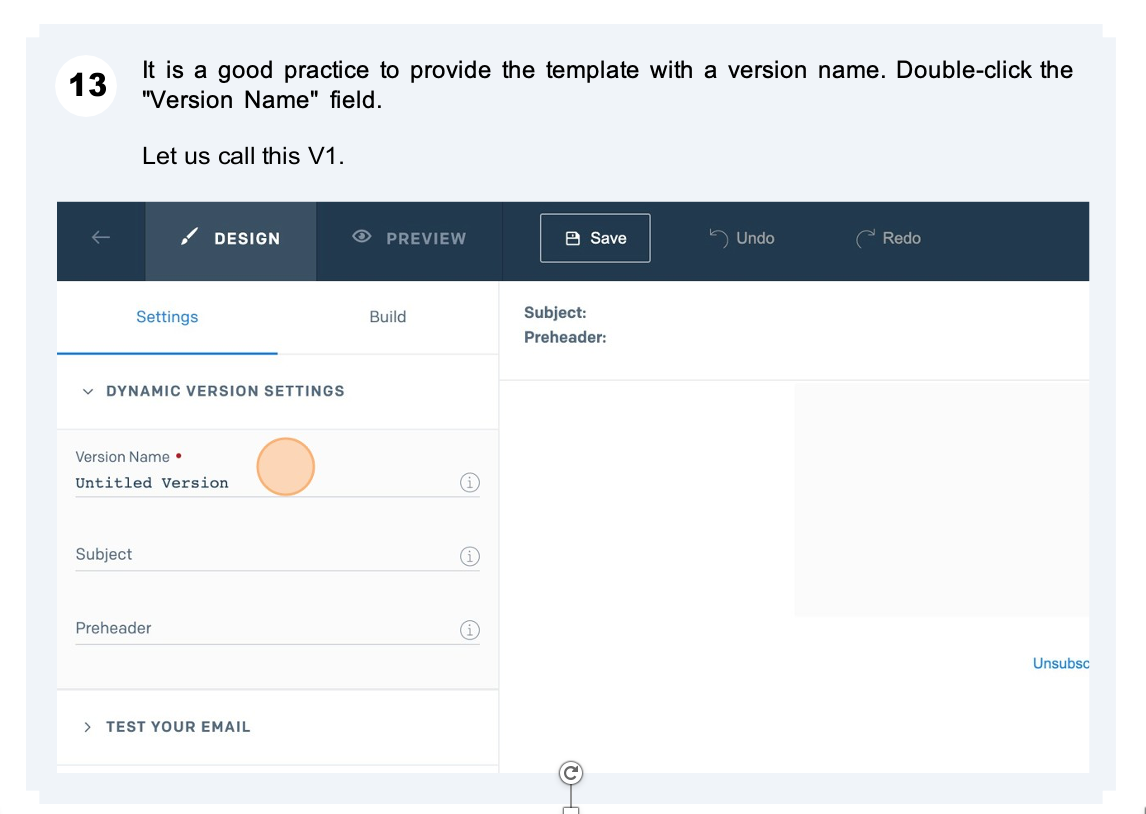 13
It is a good practice to provide the template with a version name. Double-click the
"Version Name" field.
Let us call this V1.
DESIGN PREVIEW Save Undo Redo
Settings Build
Subject:
Preheader:
DYNAMIC VERSION SETTINGS
Version Name
Untitled Version
Subject
Preheader
Unsubsc
TEST YOUR EMAIL